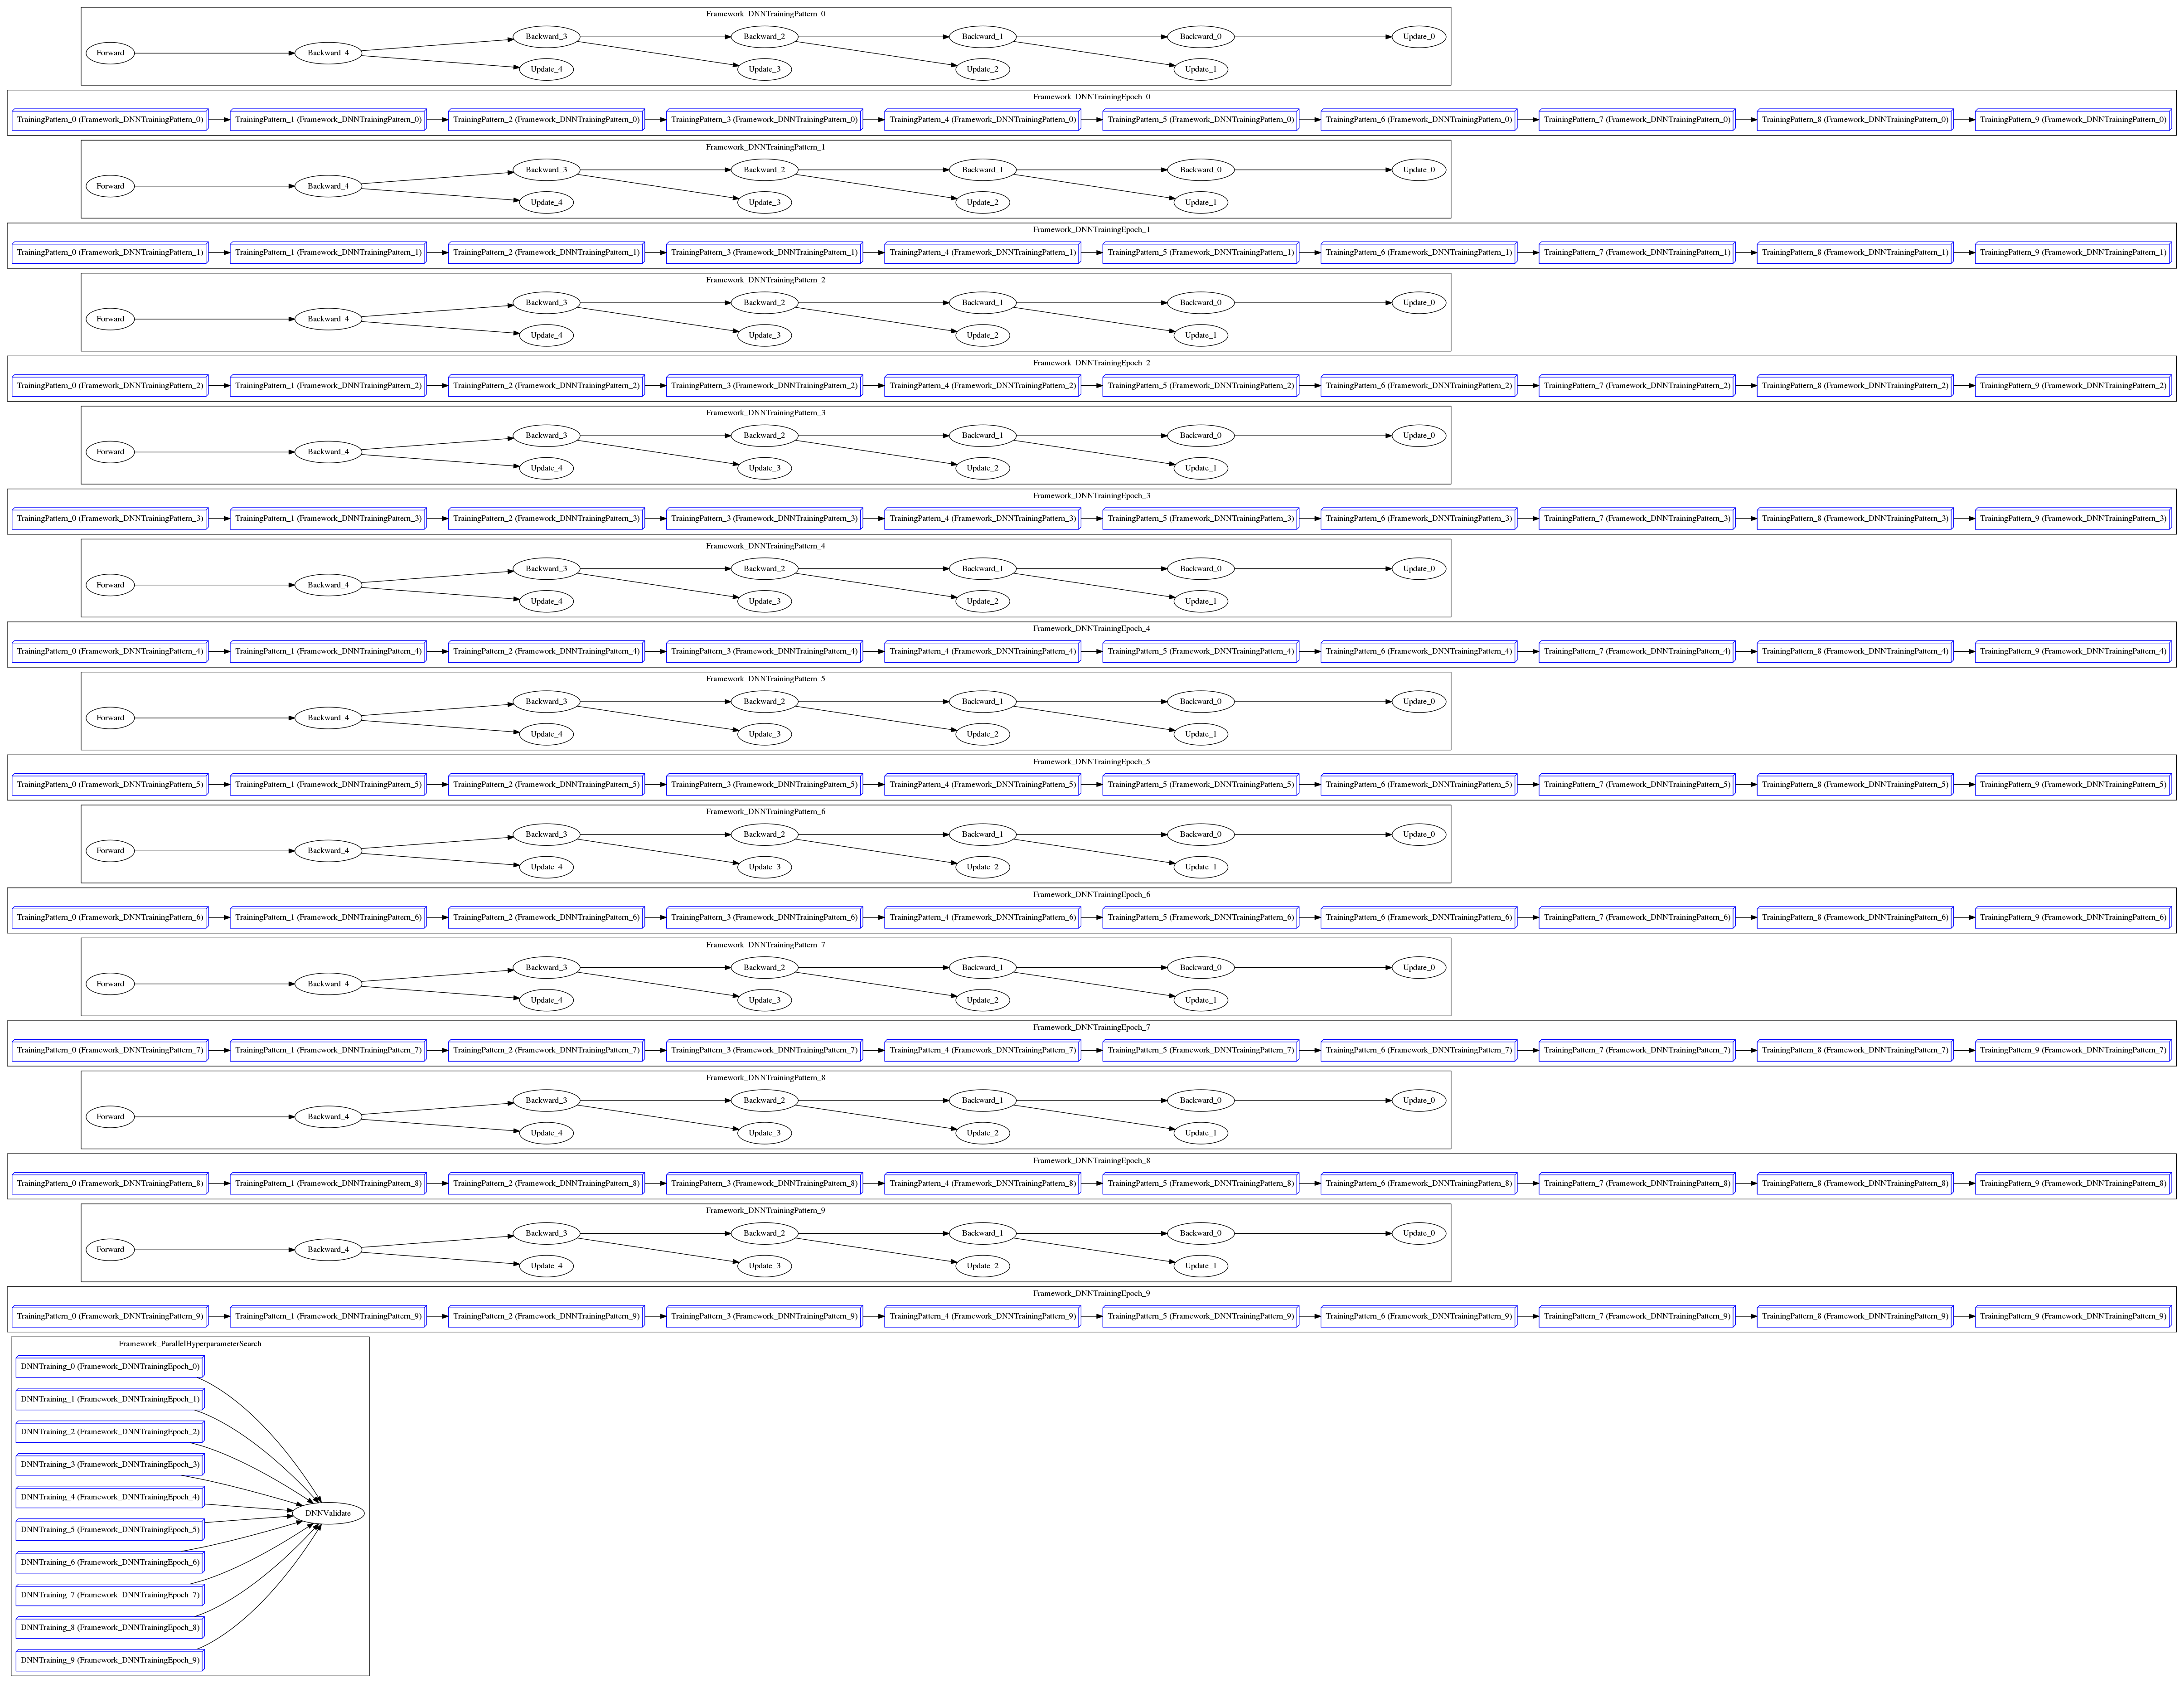 Framework_DNNTrainingPattern_0
Backward_3 Backward_2 Backward_1 Backward_0 Update_0
Forward Backward_4
Update_4 Update_3 Update_2 Update_1
Framework_DNNTrainingEpoch_0
TrainingPattern_0 (Framework_DNNTrainingPattern_0) TrainingPattern_1 (Framework_DNNTrainingPattern_0) TrainingPattern_2 (Framework_DNNTrainingPattern_0) TrainingPattern_3 (Framework_DNNTrainingPattern_0) TrainingPattern_4 (Framework_DNNTrainingPattern_0) TrainingPattern_5 (Framework_DNNTrainingPattern_0) TrainingPattern_6 (Framework_DNNTrainingPattern_0) TrainingPattern_7 (Framework_DNNTrainingPattern_0) TrainingPattern_8 (Framework_DNNTrainingPattern_0) TrainingPattern_9 (Framework_DNNTrainingPattern_0)
Framework_DNNTrainingPattern_1
Backward_3 Backward_2 Backward_1 Backward_0 Update_0
Forward Backward_4
Update_4 Update_3 Update_2 Update_1
Framework_DNNTrainingEpoch_1
TrainingPattern_0 (Framework_DNNTrainingPattern_1) TrainingPattern_1 (Framework_DNNTrainingPattern_1) TrainingPattern_2 (Framework_DNNTrainingPattern_1) TrainingPattern_3 (Framework_DNNTrainingPattern_1) TrainingPattern_4 (Framework_DNNTrainingPattern_1) TrainingPattern_5 (Framework_DNNTrainingPattern_1) TrainingPattern_6 (Framework_DNNTrainingPattern_1) TrainingPattern_7 (Framework_DNNTrainingPattern_1) TrainingPattern_8 (Framework_DNNTrainingPattern_1) TrainingPattern_9 (Framework_DNNTrainingPattern_1)
Framework_DNNTrainingPattern_2
Backward_3 Backward_2 Backward_1 Backward_0 Update_0
Forward Backward_4
Update_4 Update_3 Update_2 Update_1
Framework_DNNTrainingEpoch_2
TrainingPattern_0 (Framework_DNNTrainingPattern_2) TrainingPattern_1 (Framework_DNNTrainingPattern_2) TrainingPattern_2 (Framework_DNNTrainingPattern_2) TrainingPattern_3 (Framework_DNNTrainingPattern_2) TrainingPattern_4 (Framework_DNNTrainingPattern_2) TrainingPattern_5 (Framework_DNNTrainingPattern_2) TrainingPattern_6 (Framework_DNNTrainingPattern_2) TrainingPattern_7 (Framework_DNNTrainingPattern_2) TrainingPattern_8 (Framework_DNNTrainingPattern_2) TrainingPattern_9 (Framework_DNNTrainingPattern_2)
Framework_DNNTrainingPattern_3
Backward_3 Backward_2 Backward_1 Backward_0 Update_0
Forward Backward_4
Update_4 Update_3 Update_2 Update_1
Framework_DNNTrainingEpoch_3
TrainingPattern_0 (Framework_DNNTrainingPattern_3) TrainingPattern_1 (Framework_DNNTrainingPattern_3) TrainingPattern_2 (Framework_DNNTrainingPattern_3) TrainingPattern_3 (Framework_DNNTrainingPattern_3) TrainingPattern_4 (Framework_DNNTrainingPattern_3) TrainingPattern_5 (Framework_DNNTrainingPattern_3) TrainingPattern_6 (Framework_DNNTrainingPattern_3) TrainingPattern_7 (Framework_DNNTrainingPattern_3) TrainingPattern_8 (Framework_DNNTrainingPattern_3) TrainingPattern_9 (Framework_DNNTrainingPattern_3)
Framework_DNNTrainingPattern_4
Backward_3 Backward_2 Backward_1 Backward_0 Update_0
Forward Backward_4
Update_4 Update_3 Update_2 Update_1
Framework_DNNTrainingEpoch_4
TrainingPattern_0 (Framework_DNNTrainingPattern_4) TrainingPattern_1 (Framework_DNNTrainingPattern_4) TrainingPattern_2 (Framework_DNNTrainingPattern_4) TrainingPattern_3 (Framework_DNNTrainingPattern_4) TrainingPattern_4 (Framework_DNNTrainingPattern_4) TrainingPattern_5 (Framework_DNNTrainingPattern_4) TrainingPattern_6 (Framework_DNNTrainingPattern_4) TrainingPattern_7 (Framework_DNNTrainingPattern_4) TrainingPattern_8 (Framework_DNNTrainingPattern_4) TrainingPattern_9 (Framework_DNNTrainingPattern_4)
Framework_DNNTrainingPattern_5
Backward_3 Backward_2 Backward_1 Backward_0 Update_0
Forward Backward_4
Update_4 Update_3 Update_2 Update_1
Framework_DNNTrainingEpoch_5
TrainingPattern_0 (Framework_DNNTrainingPattern_5) TrainingPattern_1 (Framework_DNNTrainingPattern_5) TrainingPattern_2 (Framework_DNNTrainingPattern_5) TrainingPattern_3 (Framework_DNNTrainingPattern_5) TrainingPattern_4 (Framework_DNNTrainingPattern_5) TrainingPattern_5 (Framework_DNNTrainingPattern_5) TrainingPattern_6 (Framework_DNNTrainingPattern_5) TrainingPattern_7 (Framework_DNNTrainingPattern_5) TrainingPattern_8 (Framework_DNNTrainingPattern_5) TrainingPattern_9 (Framework_DNNTrainingPattern_5)
Framework_DNNTrainingPattern_6
Backward_3 Backward_2 Backward_1 Backward_0 Update_0
Forward Backward_4
Update_4 Update_3 Update_2 Update_1
Framework_DNNTrainingEpoch_6
TrainingPattern_0 (Framework_DNNTrainingPattern_6) TrainingPattern_1 (Framework_DNNTrainingPattern_6) TrainingPattern_2 (Framework_DNNTrainingPattern_6) TrainingPattern_3 (Framework_DNNTrainingPattern_6) TrainingPattern_4 (Framework_DNNTrainingPattern_6) TrainingPattern_5 (Framework_DNNTrainingPattern_6) TrainingPattern_6 (Framework_DNNTrainingPattern_6) TrainingPattern_7 (Framework_DNNTrainingPattern_6) TrainingPattern_8 (Framework_DNNTrainingPattern_6) TrainingPattern_9 (Framework_DNNTrainingPattern_6)
Framework_DNNTrainingPattern_7
Backward_3 Backward_2 Backward_1 Backward_0 Update_0
Forward Backward_4
Update_4 Update_3 Update_2 Update_1
Framework_DNNTrainingEpoch_7
TrainingPattern_0 (Framework_DNNTrainingPattern_7) TrainingPattern_1 (Framework_DNNTrainingPattern_7) TrainingPattern_2 (Framework_DNNTrainingPattern_7) TrainingPattern_3 (Framework_DNNTrainingPattern_7) TrainingPattern_4 (Framework_DNNTrainingPattern_7) TrainingPattern_5 (Framework_DNNTrainingPattern_7) TrainingPattern_6 (Framework_DNNTrainingPattern_7) TrainingPattern_7 (Framework_DNNTrainingPattern_7) TrainingPattern_8 (Framework_DNNTrainingPattern_7) TrainingPattern_9 (Framework_DNNTrainingPattern_7)
Framework_DNNTrainingPattern_8
Backward_3 Backward_2 Backward_1 Backward_0 Update_0
Forward Backward_4
Update_4 Update_3 Update_2 Update_1
Framework_DNNTrainingEpoch_8
TrainingPattern_0 (Framework_DNNTrainingPattern_8) TrainingPattern_1 (Framework_DNNTrainingPattern_8) TrainingPattern_2 (Framework_DNNTrainingPattern_8) TrainingPattern_3 (Framework_DNNTrainingPattern_8) TrainingPattern_4 (Framework_DNNTrainingPattern_8) TrainingPattern_5 (Framework_DNNTrainingPattern_8) TrainingPattern_6 (Framework_DNNTrainingPattern_8) TrainingPattern_7 (Framework_DNNTrainingPattern_8) TrainingPattern_8 (Framework_DNNTrainingPattern_8) TrainingPattern_9 (Framework_DNNTrainingPattern_8)
Framework_DNNTrainingPattern_9
Backward_3 Backward_2 Backward_1 Backward_0 Update_0
Forward Backward_4
Update_4 Update_3 Update_2 Update_1
Framework_DNNTrainingEpoch_9
TrainingPattern_0 (Framework_DNNTrainingPattern_9) TrainingPattern_1 (Framework_DNNTrainingPattern_9) TrainingPattern_2 (Framework_DNNTrainingPattern_9) TrainingPattern_3 (Framework_DNNTrainingPattern_9) TrainingPattern_4 (Framework_DNNTrainingPattern_9) TrainingPattern_5 (Framework_DNNTrainingPattern_9) TrainingPattern_6 (Framework_DNNTrainingPattern_9) TrainingPattern_7 (Framework_DNNTrainingPattern_9) TrainingPattern_8 (Framework_DNNTrainingPattern_9) TrainingPattern_9 (Framework_DNNTrainingPattern_9)
Framework_ParallelHyperparameterSearch
DNNTraining_0 (Framework_DNNTrainingEpoch_0)
DNNTraining_1 (Framework_DNNTrainingEpoch_1)
DNNTraining_2 (Framework_DNNTrainingEpoch_2)
DNNTraining_3 (Framework_DNNTrainingEpoch_3)
DNNTraining_4 (Framework_DNNTrainingEpoch_4)
DNNValidate
DNNTraining_5 (Framework_DNNTrainingEpoch_5)
DNNTraining_6 (Framework_DNNTrainingEpoch_6)
DNNTraining_7 (Framework_DNNTrainingEpoch_7)
DNNTraining_8 (Framework_DNNTrainingEpoch_8)
DNNTraining_9 (Framework_DNNTrainingEpoch_9)